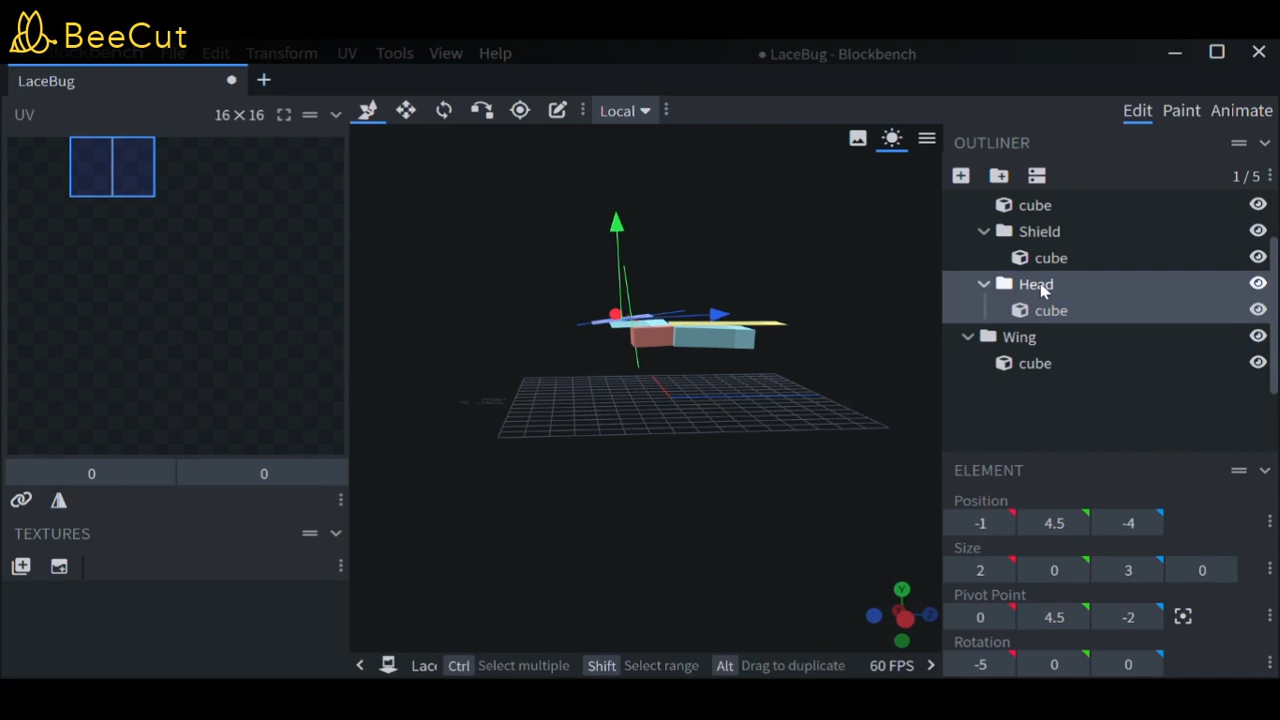 BeeCut
File Edit Transform UV Tools View Help
LaceBug - Blockbench
LaceBug
UV 16×16
Local
Edit Paint Animate
OUTLINER
1 / 5
cube
Shield
cube
Head
cube
Wing
cube
0 0
TEXTURES
ELEMENT
Position
-1 4.5 -4
Size
2 0 3 0
Pivot Point
0 4.5 -2
Rotation
-5 0 0
Y
Z
Lace Ctrl Select multiple Shift Select range Alt Drag to duplicate 60 FPS